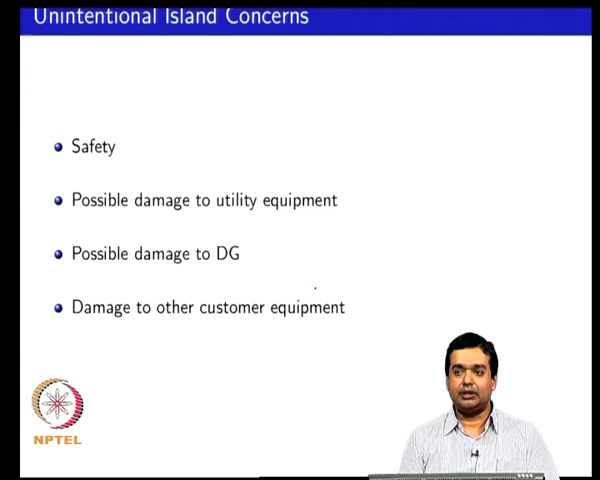 Unintentional Island Concerns
Safety
Possible damage to utility equipment
Possible damage to DG
Damage to other customer equipment
NPTEL